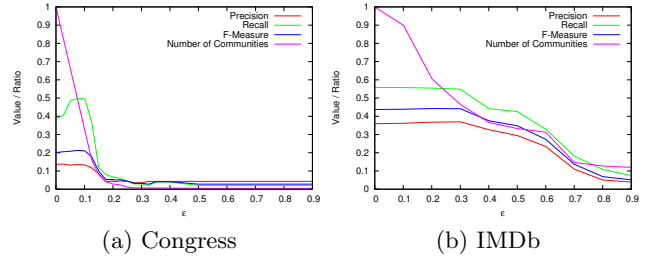 Precision
Recall
F-Measure
Number of Communities
Value / Ratio
1
0.9
0.8
0.7
0.6
0.5
0.4
0.3
0.2
0.1
0
0 0.1 0.2 0.3 0.4 0.5 0.6 0.7 0.8 0.9
ε
(a) Congress
Precision
Recall
F-Measure
Number of Communities
Value / Ratio
1
0.9
0.8
0.7
0.6
0.5
0.4
0.3
0.2
0.1
0
0 0.1 0.2 0.3 0.4 0.5 0.6 0.7 0.8 0.9
ε
(b) IMDb